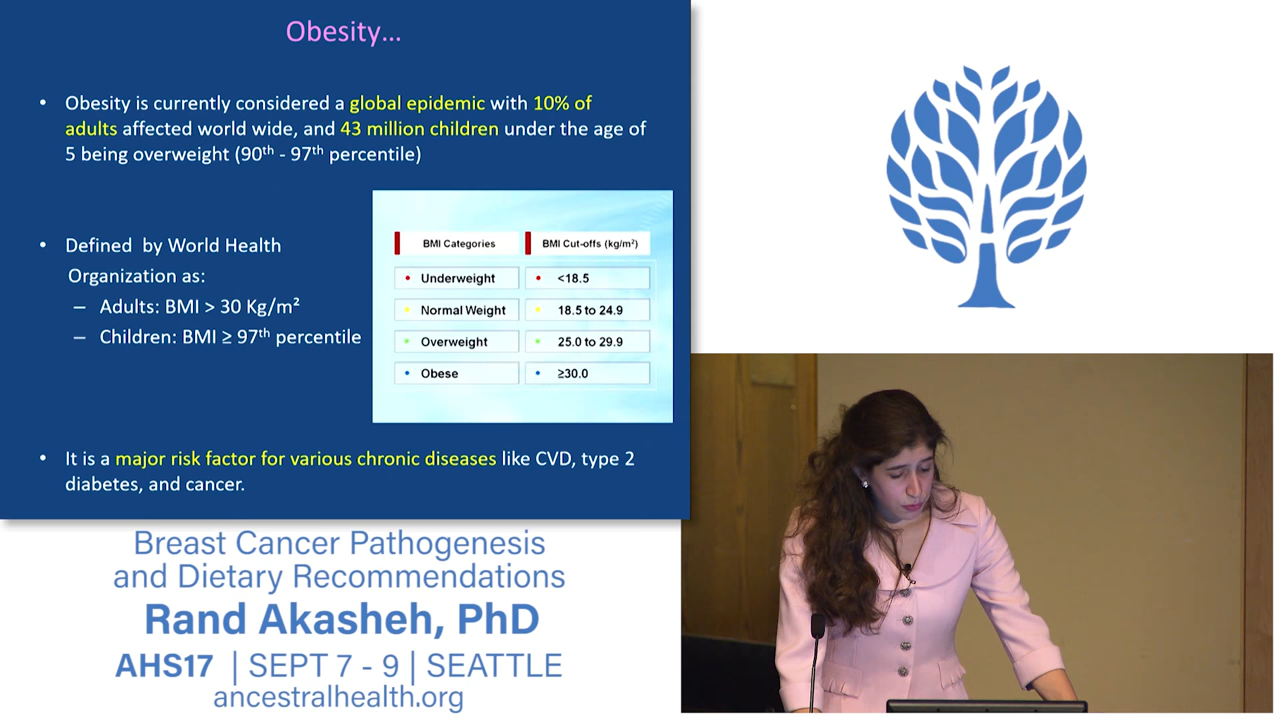 Obesity...
• Obesity is currently considered a global epidemic with 10% of
adults affected world wide, and 43 million children under the age of
5 being overweight (90th - 97th percentile)
• Defined by World Health
Organization as:
– Adults: BMI > 30 Kg/m²
– Children: BMI ≥ 97th percentile
BMI Categories BMI Cut-offs (kg/m²)
• Underweight • <18.5
• Normal Weight • 18.5 to 24.9
• Overweight • 25.0 to 29.9
• Obese • ≥30.0
• It is a major risk factor for various chronic diseases like CVD, type 2
diabetes, and cancer.
Breast Cancer Pathogenesis
and Dietary Recommendations
Rand Akasheh, PhD
AHS17 | SEPT 7 - 9 | SEATTLE
ancestralhealth.org